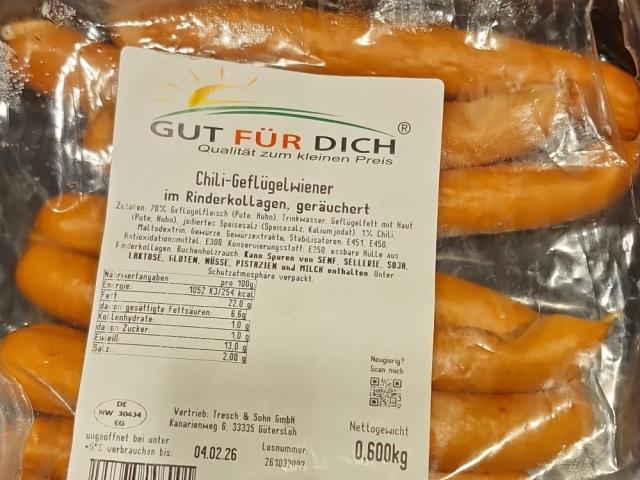 GUT FÜR DICH®
Qualität zum kleinen Preis
Chili-Geflügelwiener
im Rinderkollagen, geräuchert
Zutaten: 70% Geflügelfleisch (Pute, Huhn), Trinkwasser, Geflügelfett mit Haut
(Pute, Huhn), jodiertes Speisesalz (Speisesalz, Kaliumjodat), 1% Chili,
Maltodextrin, Gewürze, Gewürzextrakte, Stabilisatoren: E451, E450,
Antioxidationsmittel, E300, Konservierungsstoff: E250, essbare Hülle aus
Rinderkollagen, Buchenholzrauch. Kann Spuren von SENF, SELLERIE, SOJA,
LAKTOSE, GLUTEN, NÜSSE, PISTAZIEN und MILCH enthalten. Unter
Schutzatmosphäre verpackt.
Nährwertangaben pro 100g
Energie: 1052 KJ/254 kcal
Fett 22,0 g
davon gesättigte Fettsäuren: 6,6g
Kohlenhydrate: 1,0 g
davon Zucker: 1,0 g
Eiweiß: 13,0 g
Salz 2,00 g
Neugierig?
Scan mich
DE
NW 30434
EG
Vertrieb: Tresch & Sohn GmbH
Kanarienweg 6, 33335 Gütersloh
Nettogewicht
0,600kg
ungeöffnet bei unter
+5°C verbrauchen bis: 04.02.26
Losnummer:
261032002